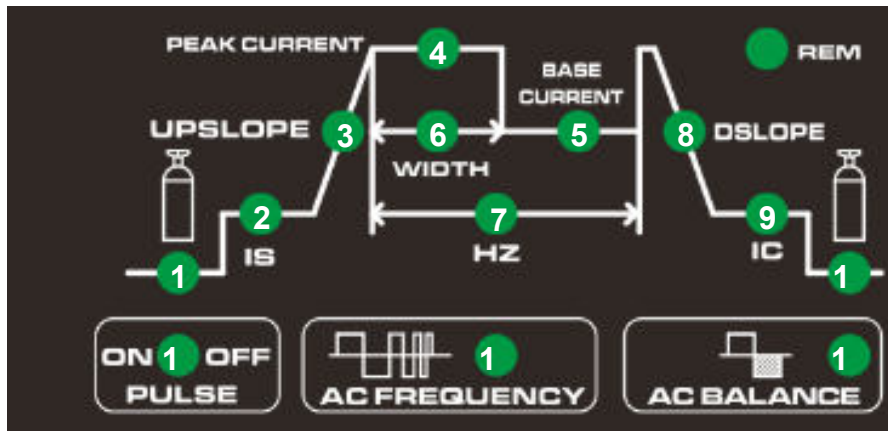 PEAK CURRENT 4 REM
BASE
CURRENT
UPSLOPE 3 6 5 8 DSLOPE
WIDTH
2 7 9
IS HZ IC
1 1
ON 1 OFF 1 1
PULSE AC FREQUENCY AC BALANCE